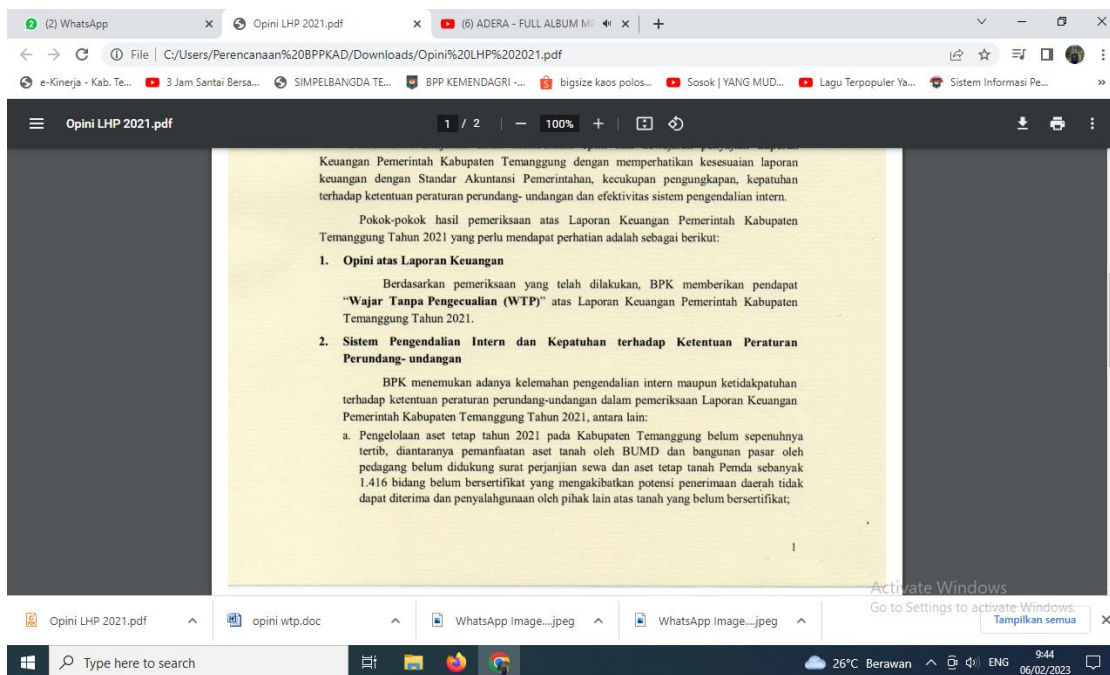 (2) WhatsApp
Opini LHP 2021.pdf
(6) ADERA - FULL ALBUM MP
File
C:/Users/Perencanaan%20BPPKAD/Downloads/Opini%20LHP%202021.pdf
e-Kinerja - Kab. Te...
3 Jam Santai Bersa...
SIMPELBANGDA TE...
BPP KEMENDAGRI -...
bigsize kaos polos...
Sosok | YANG MUD...
Lagu Terpopuler Ya...
Sistem Informasi Pe...
»
Opini LHP 2021.pdf
1 / 2
100%
Keuangan Pemerintah Kabupaten Temanggung dengan memperhatikan kesesuaian laporan
keuangan dengan Standar Akuntansi Pemerintahan, kecukupan pengungkapan, kepatuhan
terhadap ketentuan peraturan perundang- undangan dan efektivitas sistem pengendalian intern.
Pokok-pokok hasil pemeriksaan atas Laporan Keuangan Pemerintah Kabupaten
Temanggung Tahun 2021 yang perlu mendapat perhatian adalah sebagai berikut:
1. Opini atas Laporan Keuangan
Berdasarkan pemeriksaan yang telah dilakukan, BPK memberikan pendapat
“Wajar Tanpa Pengecualian (WTP)” atas Laporan Keuangan Pemerintah Kabupaten
Temanggung Tahun 2021.
2. Sistem Pengendalian Intern dan Kepatuhan terhadap Ketentuan Peraturan
Perundang- undangan
BPK menemukan adanya kelemahan pengendalian intern maupun ketidakpatuhan
terhadap ketentuan peraturan perundang-undangan dalam pemeriksaan Laporan Keuangan
Pemerintah Kabupaten Temanggung Tahun 2021, antara lain:
a. Pengelolaan aset tetap tahun 2021 pada Kabupaten Temanggung belum sepenuhnya
tertib, diantaranya pemanfaatan aset tanah oleh BUMD dan bangunan pasar oleh
pedagang belum didukung surat perjanjian sewa dan aset tetap tanah Pemda sebanyak
1.416 bidang belum bersertifikat yang mengakibatkan potensi penerimaan daerah tidak
dapat diterima dan penyalahgunaan oleh pihak lain atas tanah yang belum bersertifikat;
1
Activate Windows
Go to Settings to activate Windows.
Opini LHP 2021.pdf
opini wtp.doc
WhatsApp Image....jpeg
WhatsApp Image....jpeg
Tampilkan semua
Type here to search
26°C Berawan
ENG
9:44
06/02/2023